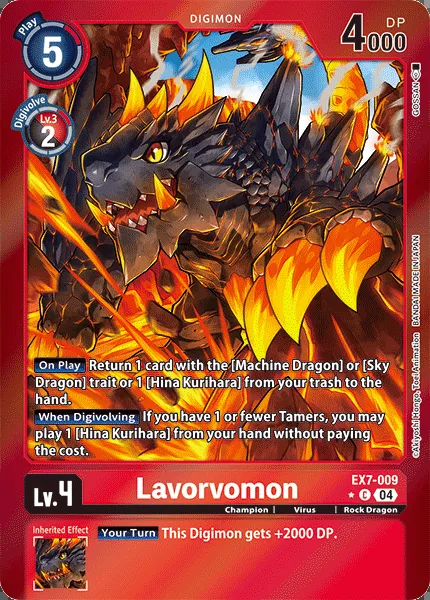 DIGIMON
Play
5
DP
4000
Digivolve
Lv.3
2
GOSSAN
©Akiyoshi Hongo, Toei Animation BANDAI MADE IN JAPAN
On Play Return 1 card with the [Machine Dragon] or [Sky
Dragon] trait or 1 [Hina Kurihara] from your trash to the
hand.
When Digivolving If you have 1 or fewer Tamers, you may
play 1 [Hina Kurihara] from your hand without paying
the cost.
Lv.4
Lavorvomon
EX7-009
C 04
Champion | Virus | Rock Dragon
Inherited Effect
Your Turn This Digimon gets +2000 DP.